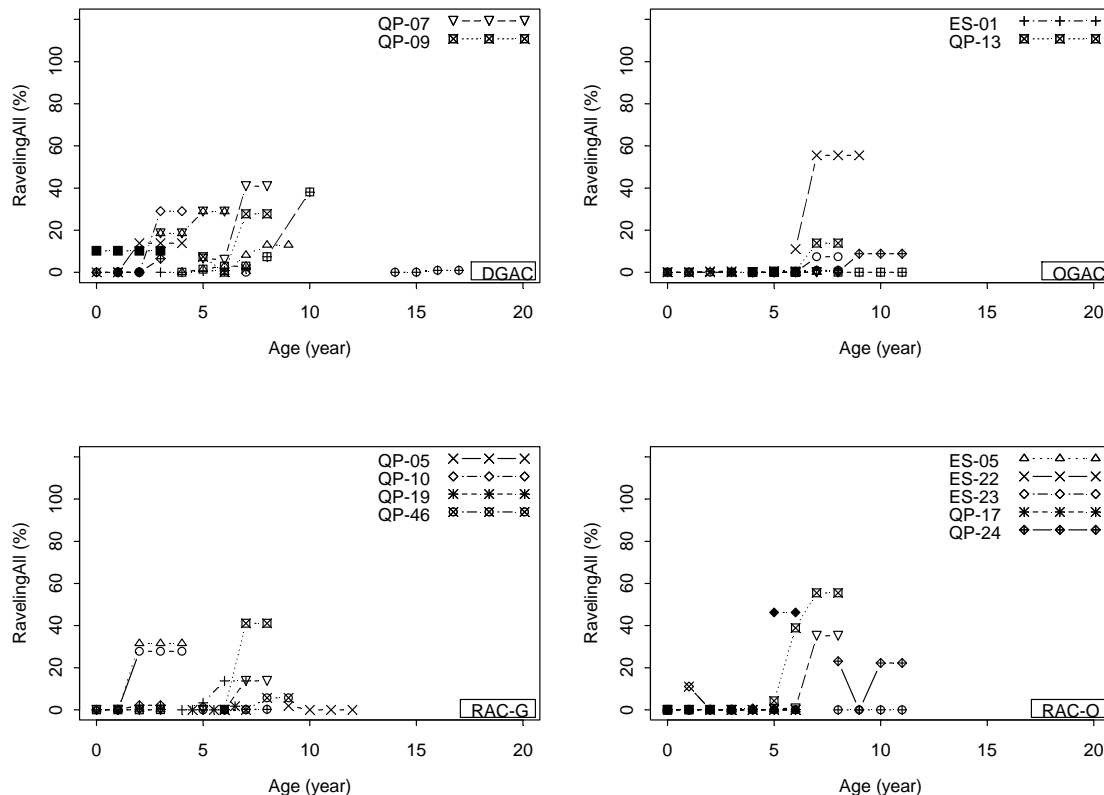 QP-07
QP-09
RavelingAll (%)
0 20 40 60 80 100
DGAC
0 5 10 15 20
Age (year)
ES-01
QP-13
RavelingAll (%)
0 20 40 60 80 100
OGAC
0 5 10 15 20
Age (year)
QP-05
QP-10
QP-19
QP-46
RavelingAll (%)
0 20 40 60 80 100
RAC-G
0 5 10 15 20
Age (year)
ES-05
ES-22
ES-23
QP-17
QP-24
RavelingAll (%)
0 20 40 60 80 100
RAC-O
0 5 10 15 20
Age (year)